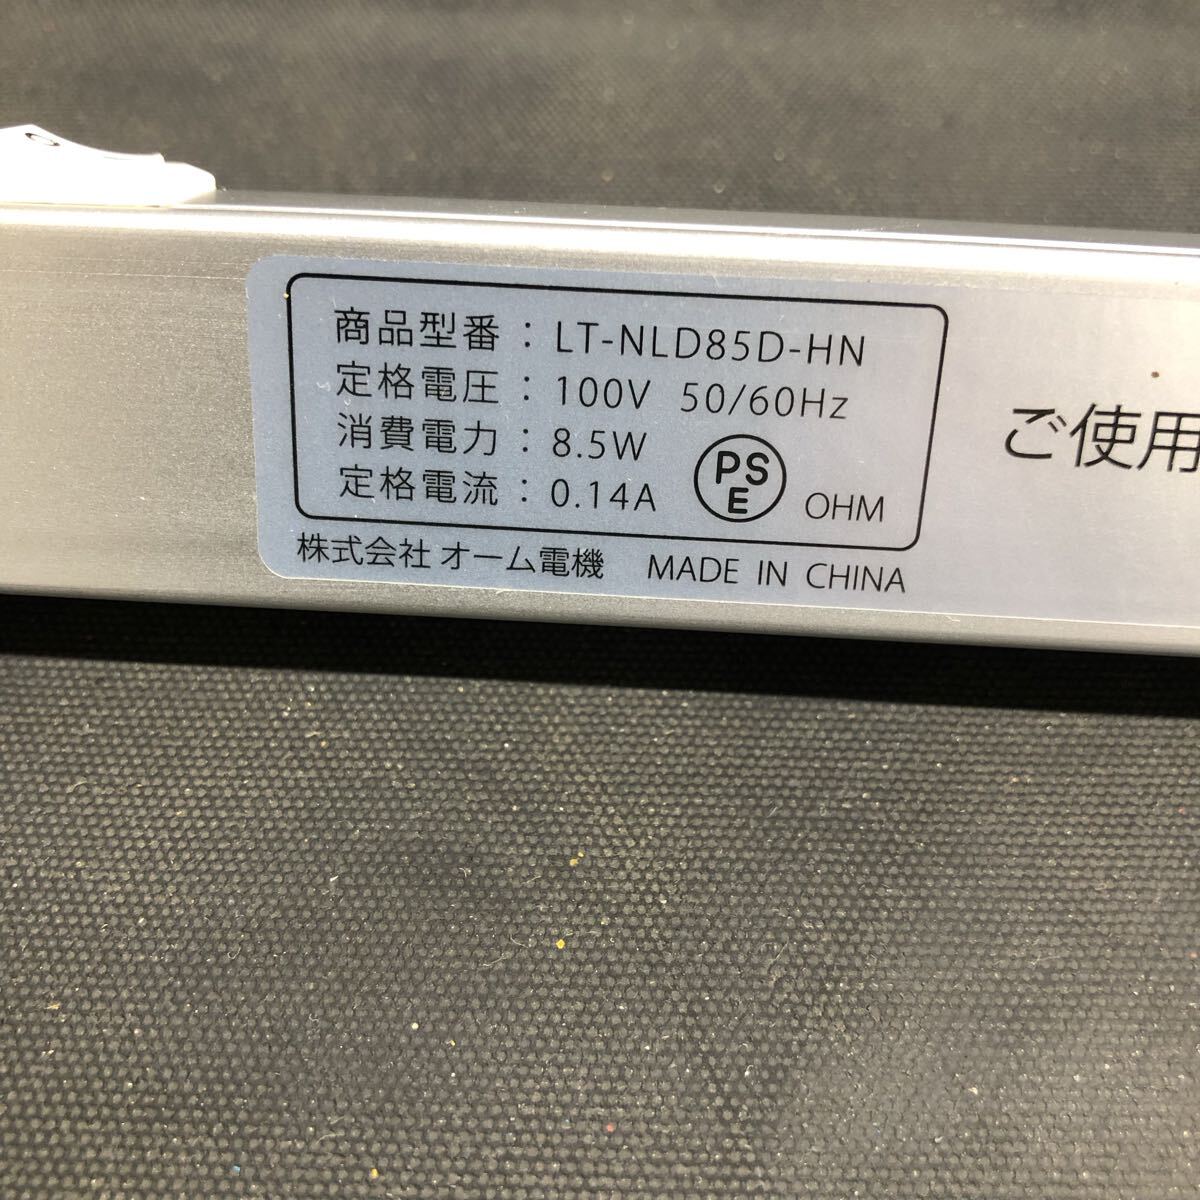 商品型番 : LT-NLD85D-HN
定格電圧 : 100V 50/60Hz
消費電力 : 8.5W
定格電流 : 0.14A
PS
E
OHM
株式会社 オーム電機 MADE IN CHINA
ご使用